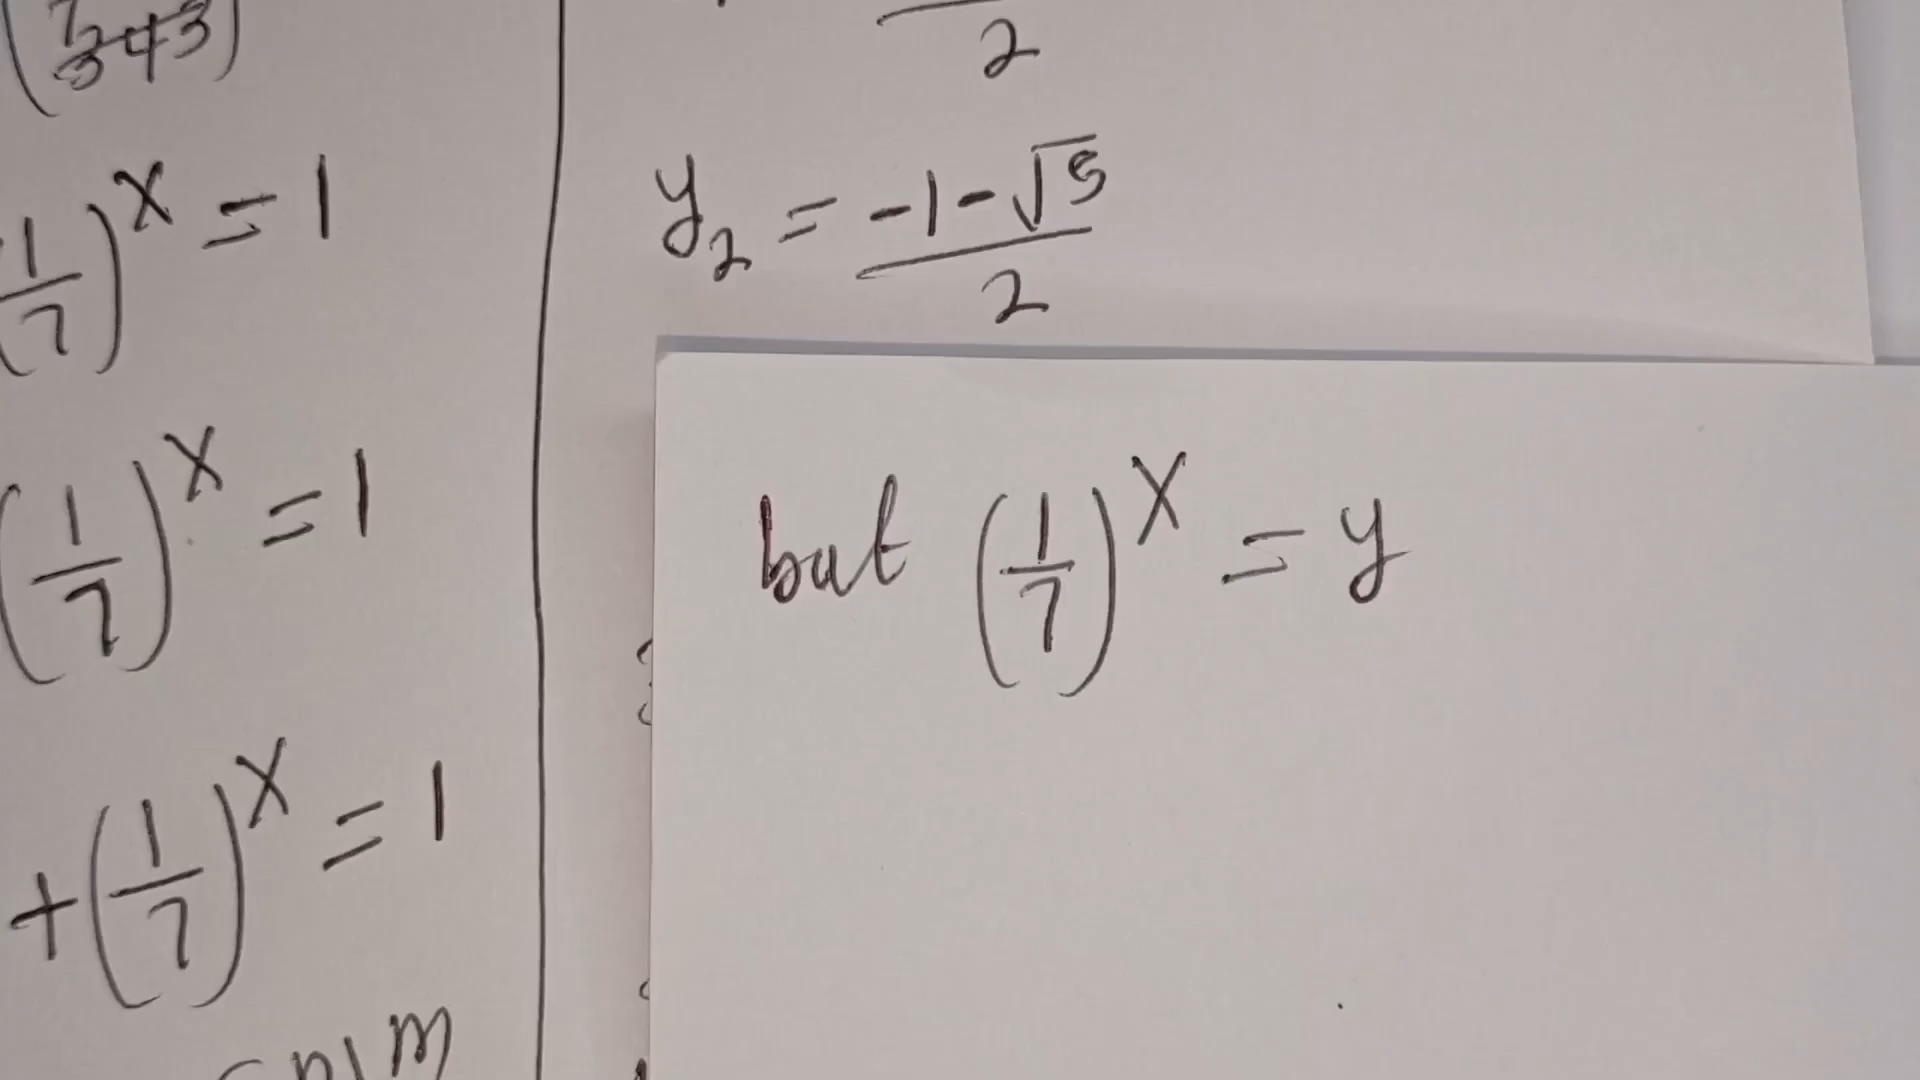 (1/7)^x = 1
(1/7)^x = 1
+(1/7)^x = 1
2
y₂ = (-1-√5)/2
but (1/7)^x = y